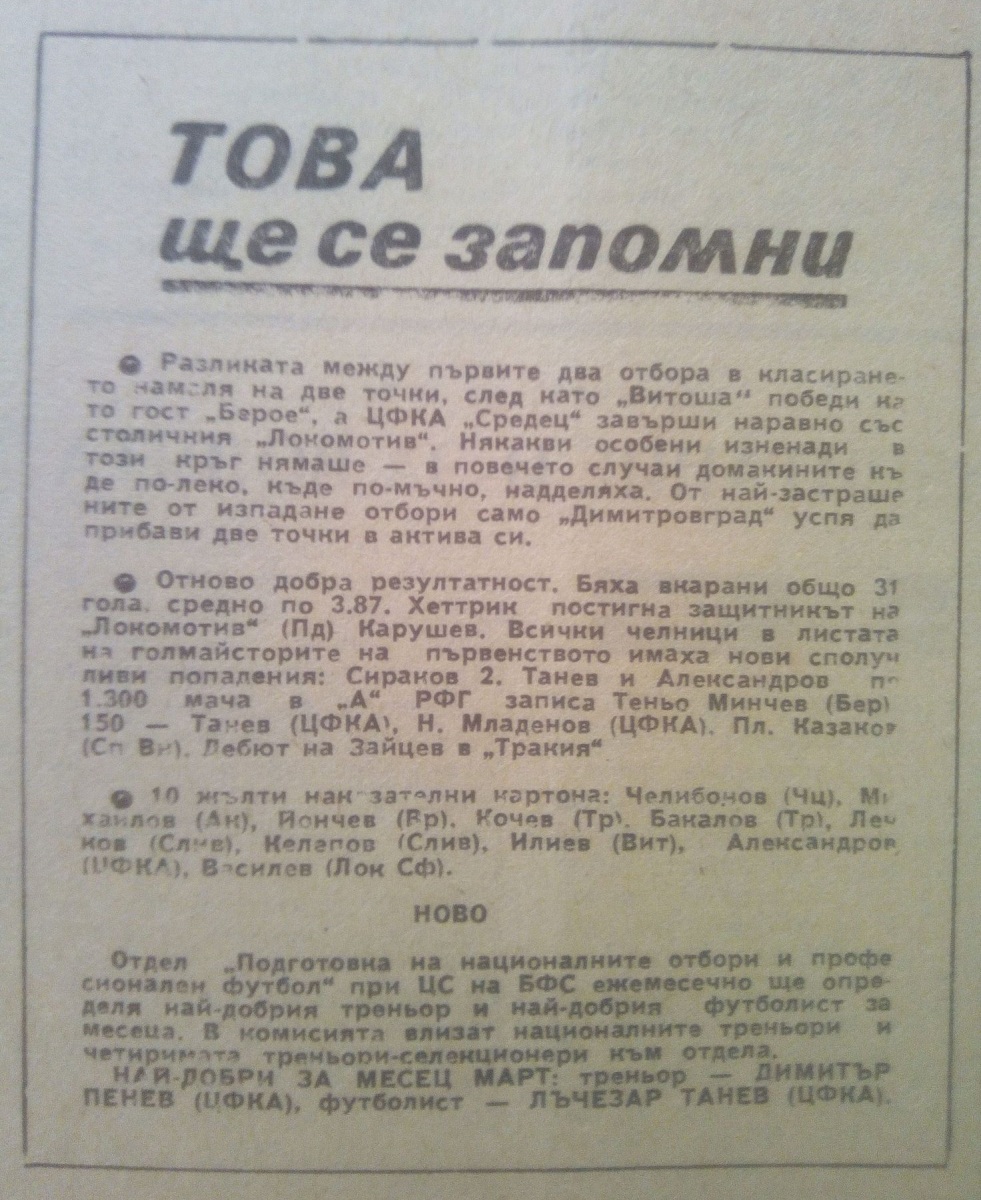 ТОВА
ще се запомни
Разликата между първите два отбора в класиране-
то намаля на две точки, след като „Витоша“ победи ка
то гост „Берое“, а ЦФКА „Средец“ завърши наравно със
столичния „Локомотив“. Някакви особени изненади в
този кръг нямаше — в повечето случаи домакините къ
де по-леко, къде по-мъчно, надделяха. От най-застраше
ните от изпадане отбори само „Димитровград“ успя да
прибави две точки в актива си.
Отново добра резултатност. Бяха вкарани общо 31
гола. средно по 3.87. Хеттрик постигна защитникът на
„Локомотив“ (Пд) Карушев. Всички челници в листата
на голмайсторите на първенството имаха нови сполуч
ливи попадения: Сираков 2. Танев и Александров по
1.300 мача в „А“ РФГ записа Теньо Минчев (Бер)
150 — Танев (ЦФКА), Н. Младенов (ЦФКА). Пл. Казаков
(Сп Вн). Дебют на Зайцев в „Тракия“
10 жълти наказателни картона: Челибонов (Чц), Ми
хайлов (Ак), Йончев (Вр). Кочев (Тр). Бакалов (Тр), Леч
ков (Слив), Келепов (Слив), Илиев (Вит), Александров
(ЦФКА), Василев (Лок Сф).
НОВО
Отдел „Подготовка на националните отбори и профе
сионален футбол“ при ЦС на БФС ежемесечно ще опре-
деля най-добрия треньор и най-добрия футболист за
месеца. В комисията влизат националните треньори и
четиримата треньори-селекционери към отдела.
НАЙ-ДОБРИ ЗА МЕСЕЦ МАРТ: треньор — ДИМИТЪР
ПЕНЕВ (ЦФКА), футболист — ЛЪЧЕЗАР ТАНЕВ (ЦФКА).